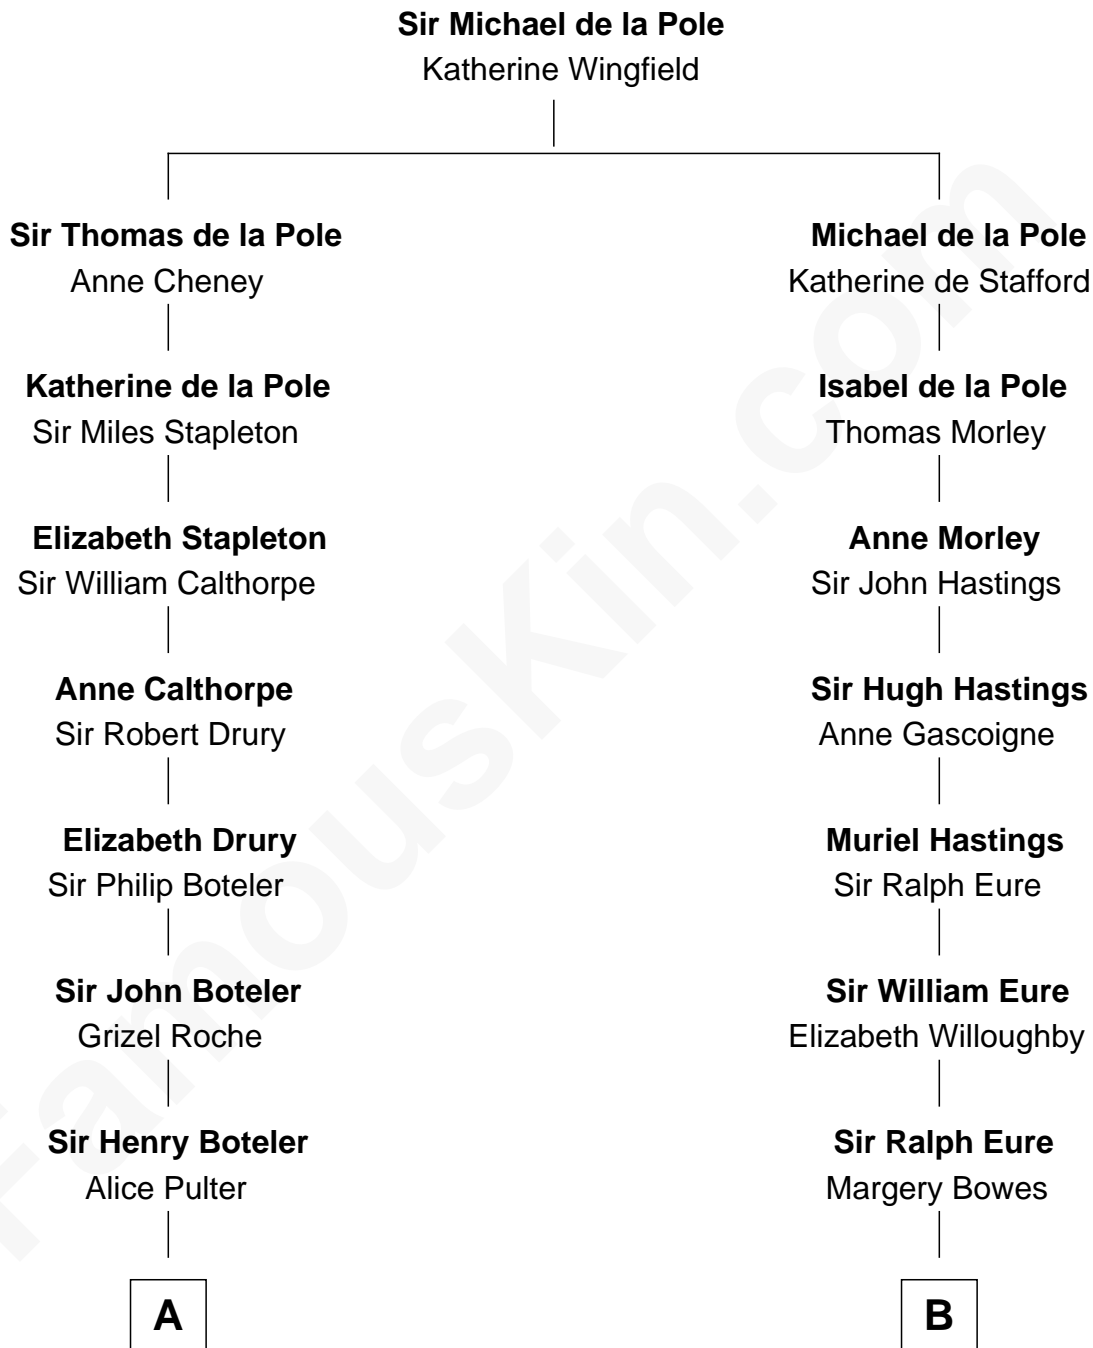 Sir Michael de la Pole
Katherine Wingfield
Sir Thomas de la Pole
Anne Cheney
Michael de la Pole
Katherine de Stafford
Katherine de la Pole
Sir Miles Stapleton
Isabel de la Pole
Thomas Morley
Elizabeth Stapleton
Sir William Calthorpe
Anne Morley
Sir John Hastings
Anne Calthorpe
Sir Robert Drury
Sir Hugh Hastings
Anne Gascoigne
Elizabeth Drury
Sir Philip Boteler
Muriel Hastings
Sir Ralph Eure
Sir John Boteler
Grizel Roche
Sir William Eure
Elizabeth Willoughby
Sir Henry Boteler
Alice Pulter
Sir Ralph Eure
Margery Bowes
A
B
FamousKin.com